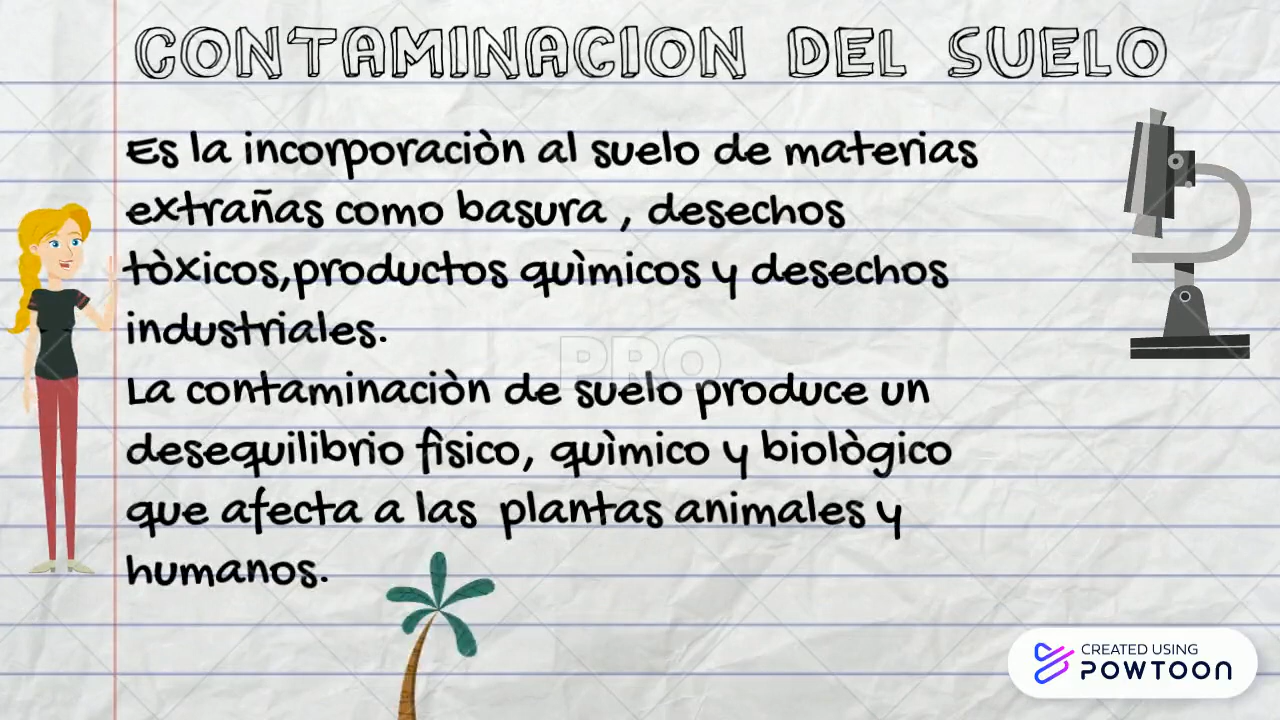 CONTAMINACION DEL SUELO
Es la incorporaciòn al suelo de materias
extrañas como basura , desechos
tòxicos,productos quìmicos y desechos
industriales.
PRO
La contaminaciòn de suelo produce un
desequilibrio fìsico, quìmico y biològico
que afecta a las  plantas animales y
humanos.
CREATED USING
POWTOON